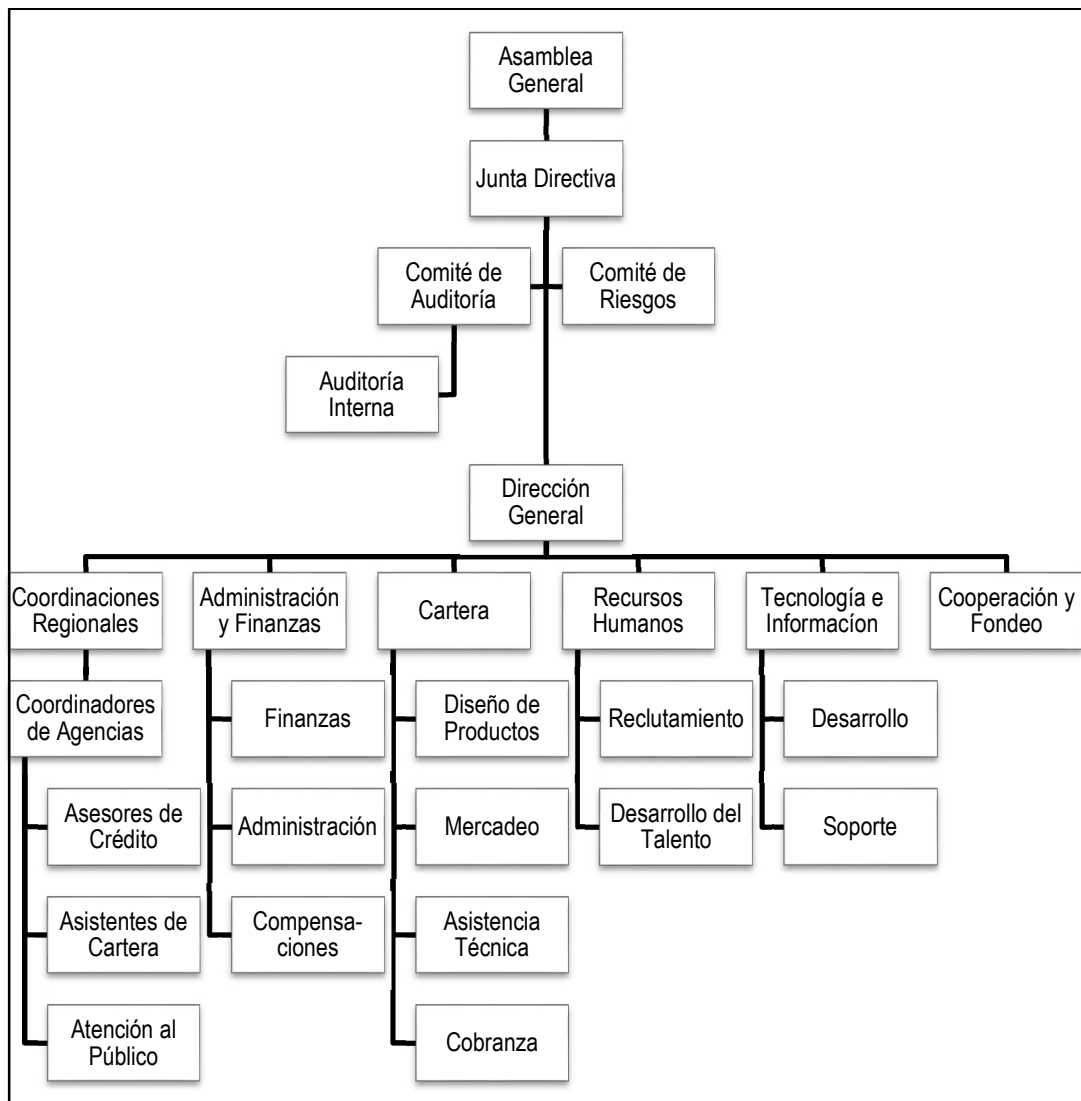 Asamblea
General
Junta Directiva
Comité de
Auditoría
Comité de
Riesgos
Auditoría
Interna
Dirección
General
Coordinaciones
Regionales
Administración
y Finanzas
Cartera
Recursos
Humanos
Tecnología e
Informacíon
Cooperación y
Fondeo
Coordinadores
de Agencias
Finanzas
Diseño de
Productos
Reclutamiento
Desarrollo
Asesores de
Crédito
Administración
Mercadeo
Desarrollo del
Talento
Soporte
Asistentes de
Cartera
Compensa-
ciones
Asistencia
Técnica
Atención al
Público
Cobranza